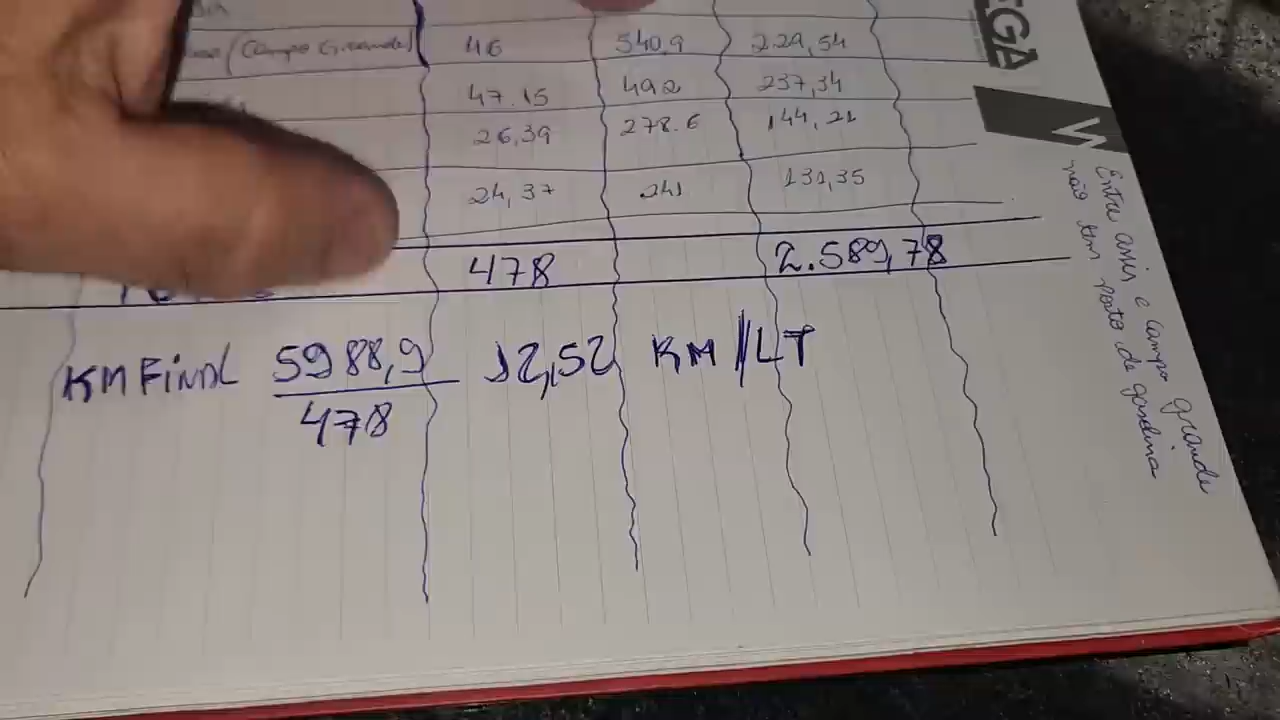 (Campo Grande) 46 540,9 229,54
47.15 492 237,34
26,39 278.6 144,21
24,37 241 131,35
478 2.589,78
KM FINAL 5988,9 12,52 KM/LT
478
EGA
Entre assis e campo grande
não tem posto de gasolina